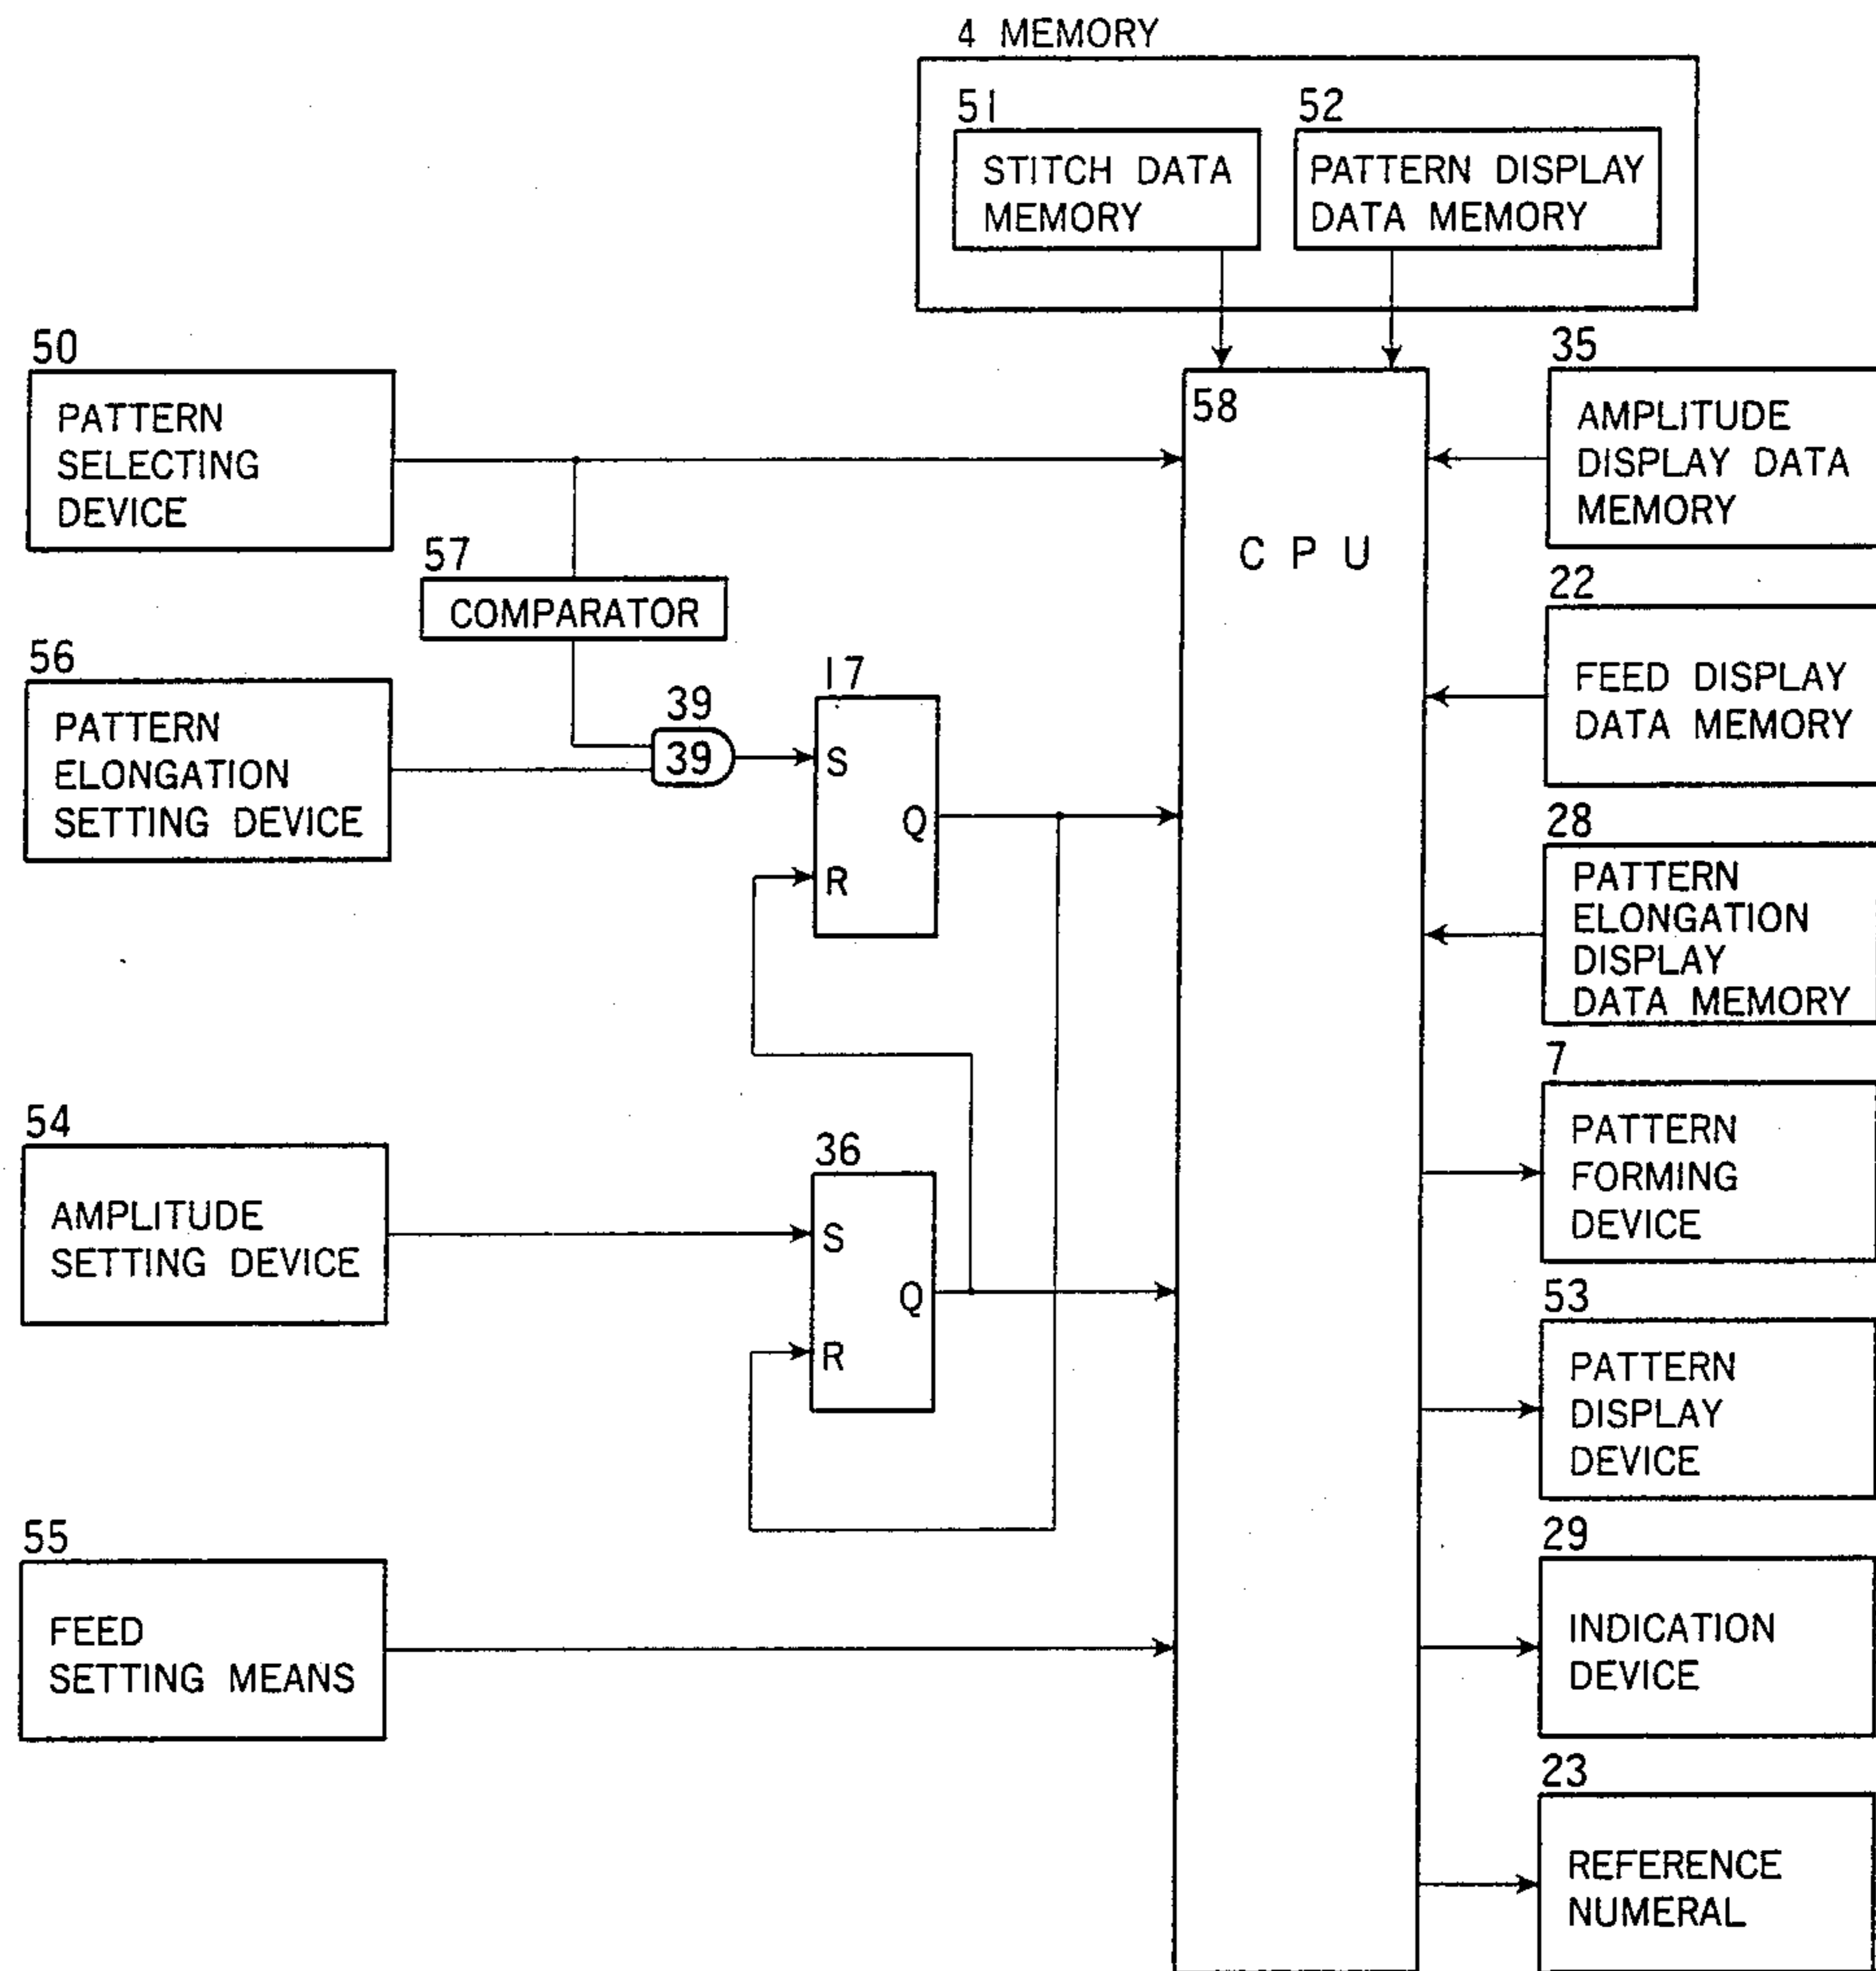 4 MEMORY
51
STITCH DATA
MEMORY
52
PATTERN DISPLAY
DATA MEMORY
50
PATTERN
SELECTING
DEVICE
57
COMPARATOR
56
PATTERN
ELONGATION
SETTING DEVICE
39
39
17
S
Q
R
54
AMPLITUDE
SETTING DEVICE
36
S
Q
R
55
FEED
SETTING MEANS
58
CPU
35
AMPLITUDE
DISPLAY DATA
MEMORY
22
FEED DISPLAY
DATA MEMORY
28
PATTERN
ELONGATION
DISPLAY
DATA MEMORY
7
PATTERN
FORMING
DEVICE
53
PATTERN
DISPLAY
DEVICE
29
INDICATION
DEVICE
23
REFERENCE
NUMERAL